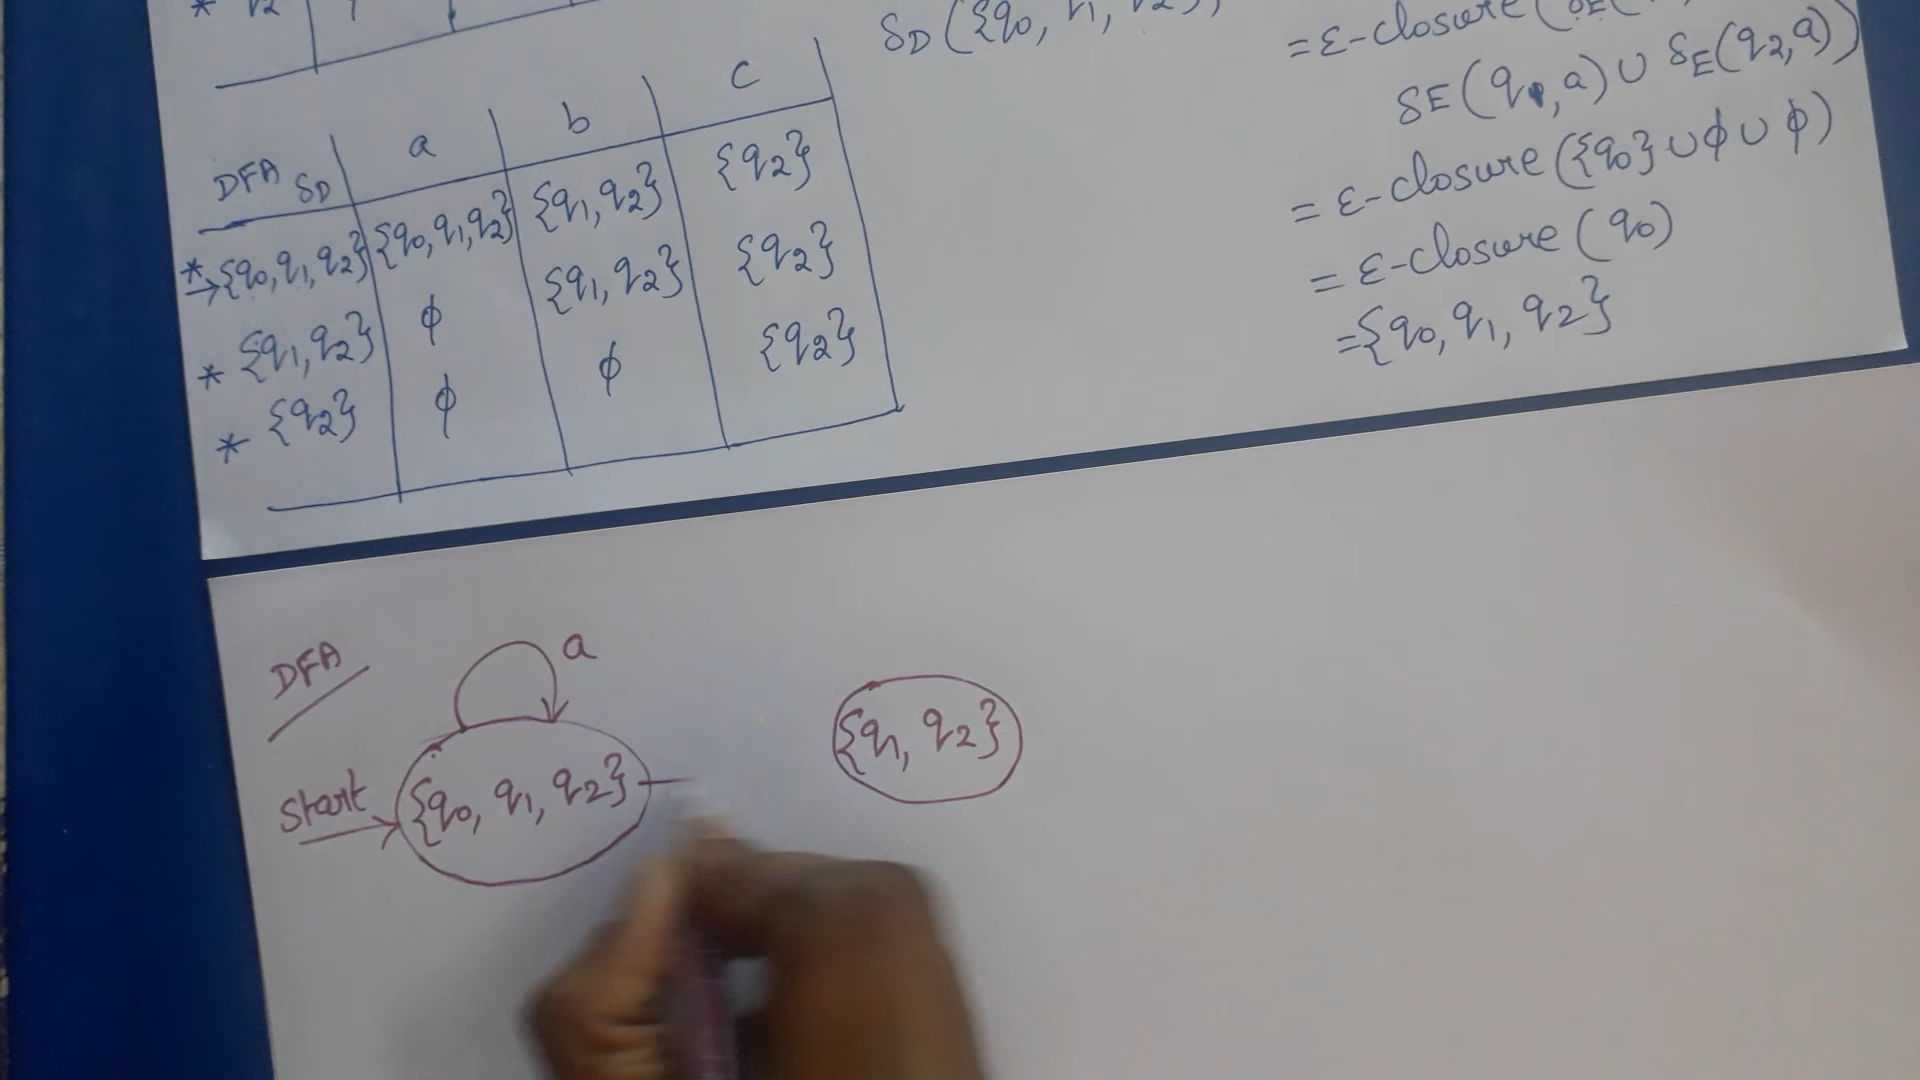 δD ({q0, q1,
= ε-closure (δE(
δE (q1, a) ∪ δE (q2, a))
= ε-closure ({q0} ∪ ϕ ∪ ϕ)
= ε-closure (q0)
= {q0, q1, q2}
DFA δD a b c
*→{q0, q1, q2} {q0, q1, q2} {q1, q2} {q2}
* {q1, q2} ϕ {q1, q2} {q2}
* {q2} ϕ ϕ {q2}
DFA
a
Start {q0, q1, q2} {q1, q2}